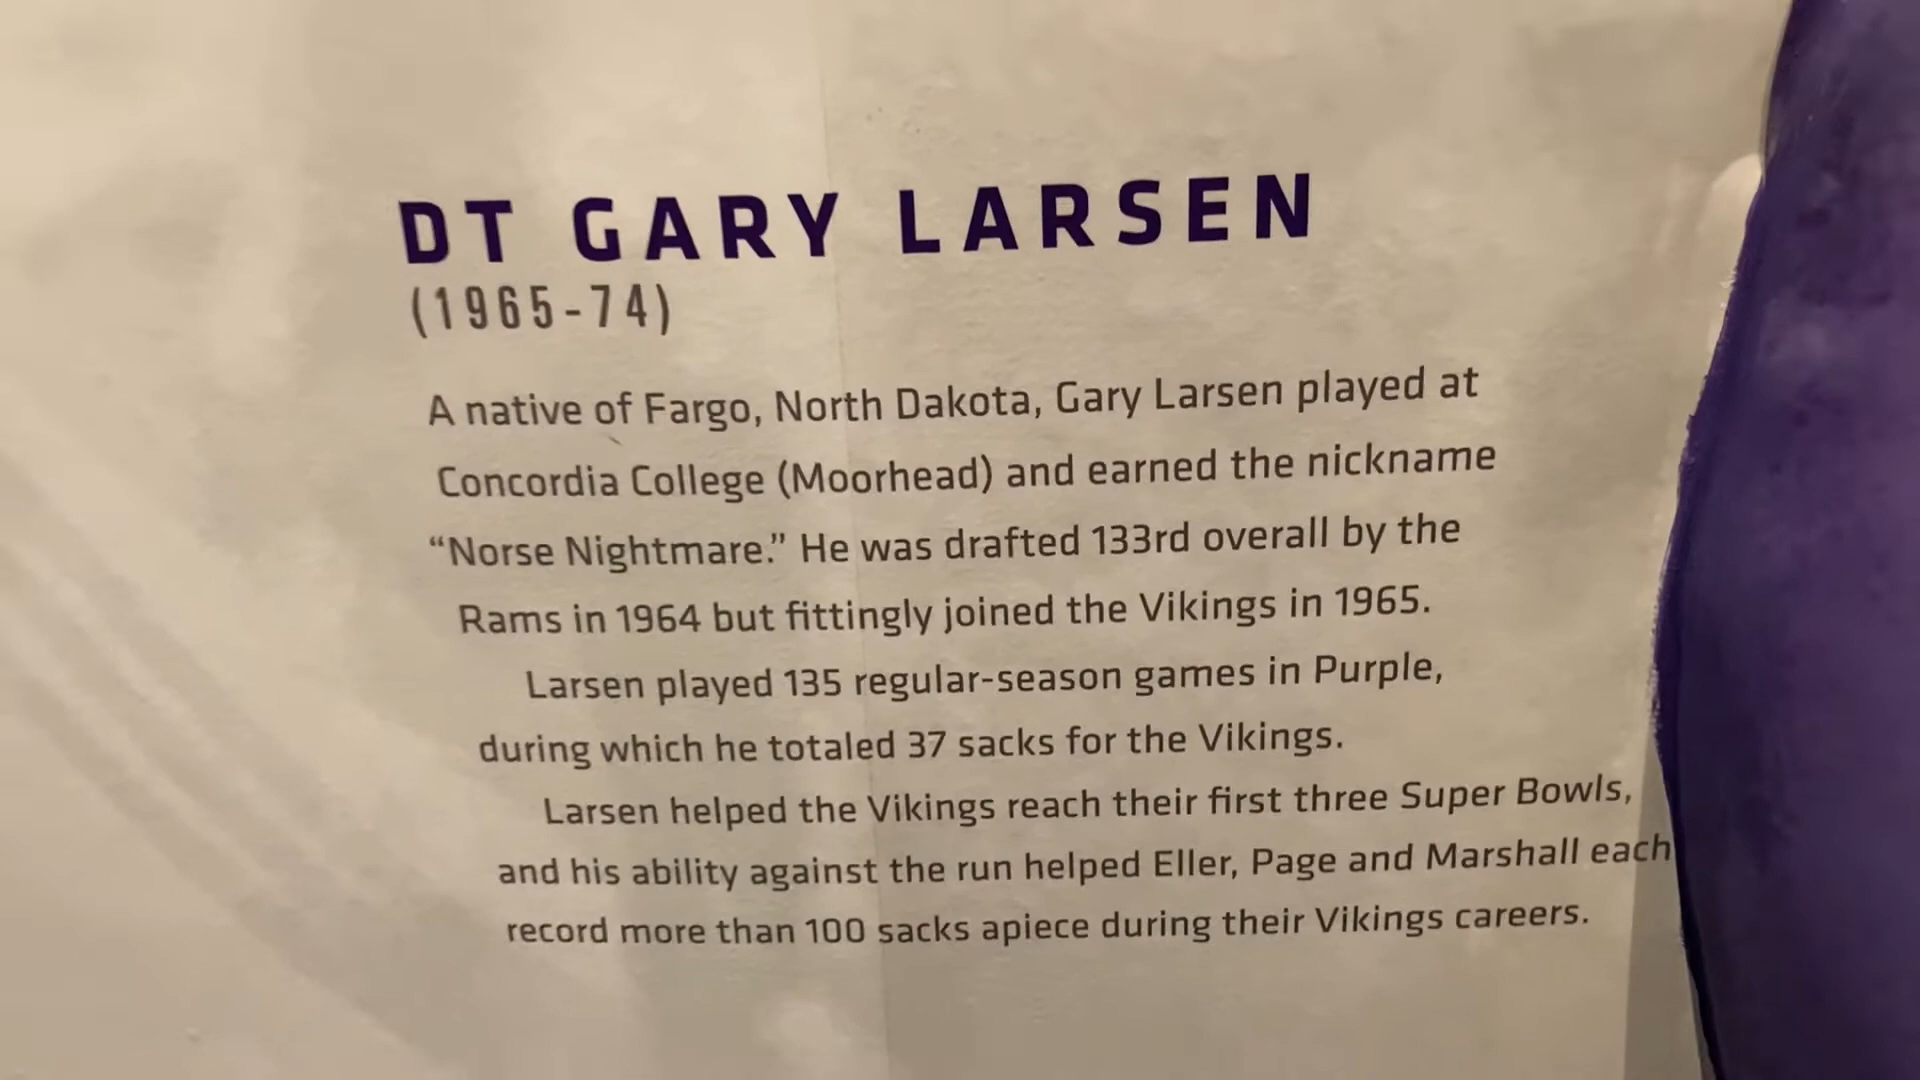 DT GARY LARSEN
(1965-74)
A native of Fargo, North Dakota, Gary Larsen played at
Concordia College (Moorhead) and earned the nickname
“Norse Nightmare.” He was drafted 133rd overall by the
Rams in 1964 but fittingly joined the Vikings in 1965.
Larsen played 135 regular-season games in Purple,
during which he totaled 37 sacks for the Vikings.
Larsen helped the Vikings reach their first three Super Bowls,
and his ability against the run helped Eller, Page and Marshall each
record more than 100 sacks apiece during their Vikings careers.